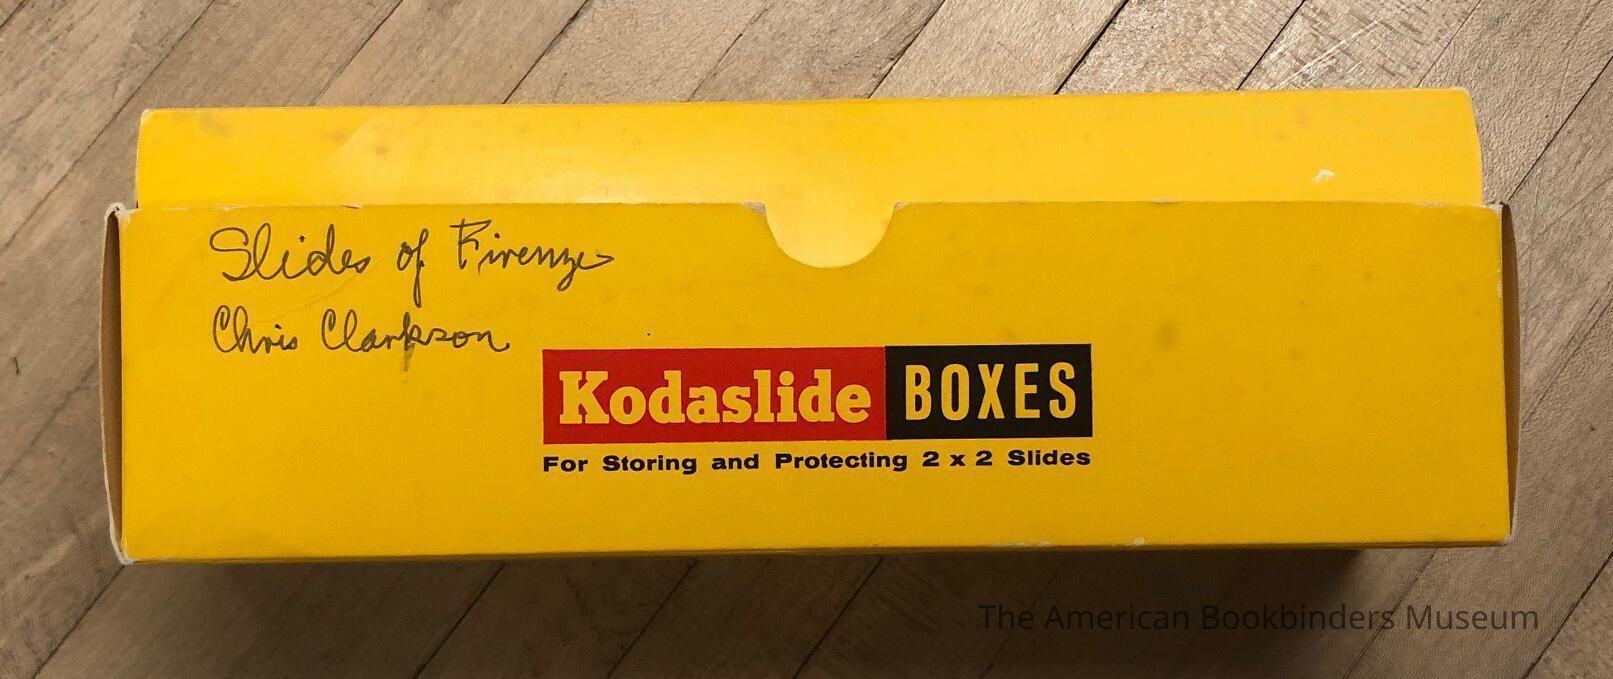 Slides of Firenze
Chris Clarkson
Kodaslide BOXES
For Storing and Protecting 2 x 2 Slides
The American Bookbinders Museum